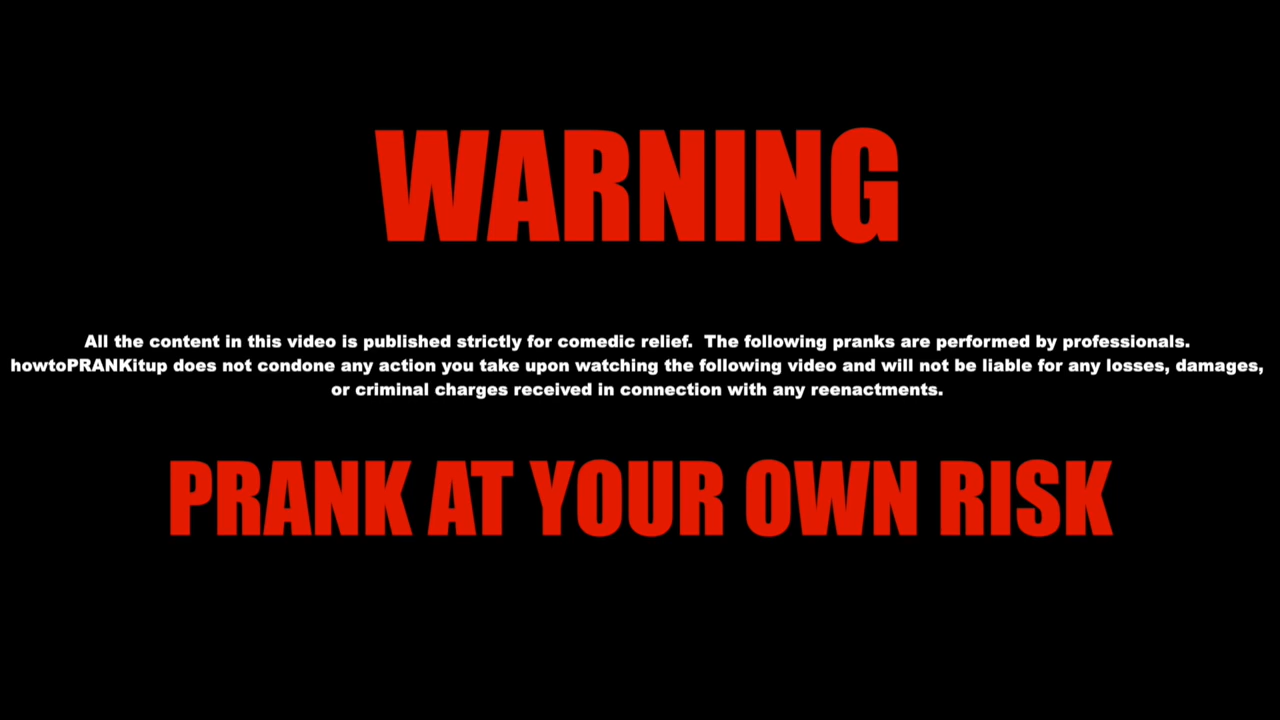 WARNING
All the content in this video is published strictly for comedic relief.  The following pranks are performed by professionals.
howtoPRANKitup does not condone any action you take upon watching the following video and will not be liable for any losses, damages,
or criminal charges received in connection with any reenactments.
PRANK AT YOUR OWN RISK